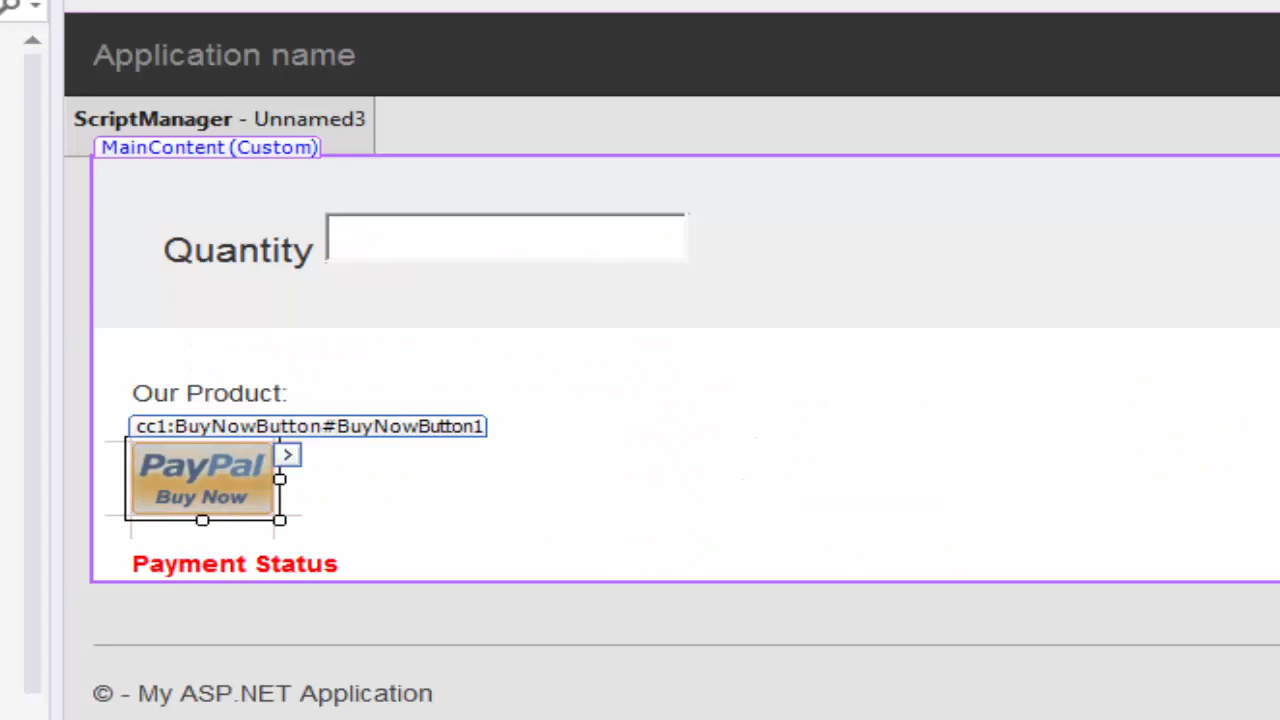 Application name
ScriptManager - Unnamed3
MainContent (Custom)
Quantity
Our Product:
cc1:BuyNowButton#BuyNowButton1
PayPal
Buy Now
Payment Status
© - My ASP.NET Application